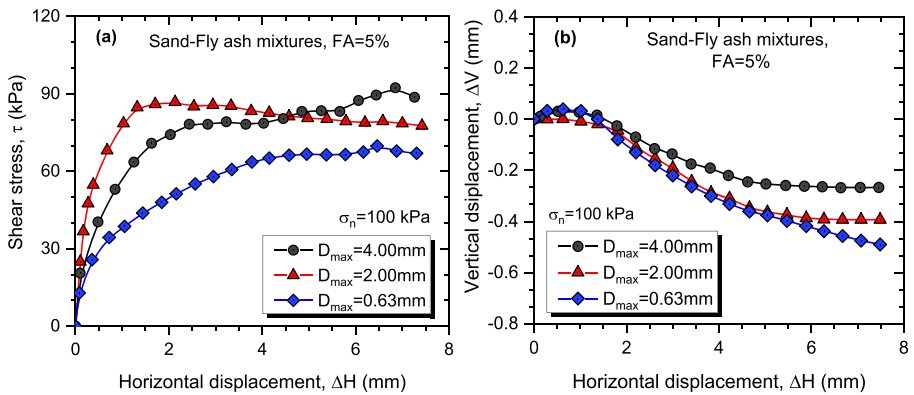 (a)
Sand-Fly ash mixtures, FA=5%
Shear stress, τ (kPa)
120
90
60
30
0
σn=100 kPa
Dmax=4.00mm
Dmax=2.00mm
Dmax=0.63mm
0 2 4 6 8
Horizontal displacement, ΔH (mm)
(b)
Sand-Fly ash mixtures,
FA=5%
Vertical dsiplacement, ΔV (mm)
0.4
0.2
0.0
-0.2
-0.4
-0.6
-0.8
σn=100 kPa
Dmax=4.00mm
Dmax=2.00mm
Dmax=0.63mm
0 2 4 6 8
Horizontal displacement, ΔH (mm)